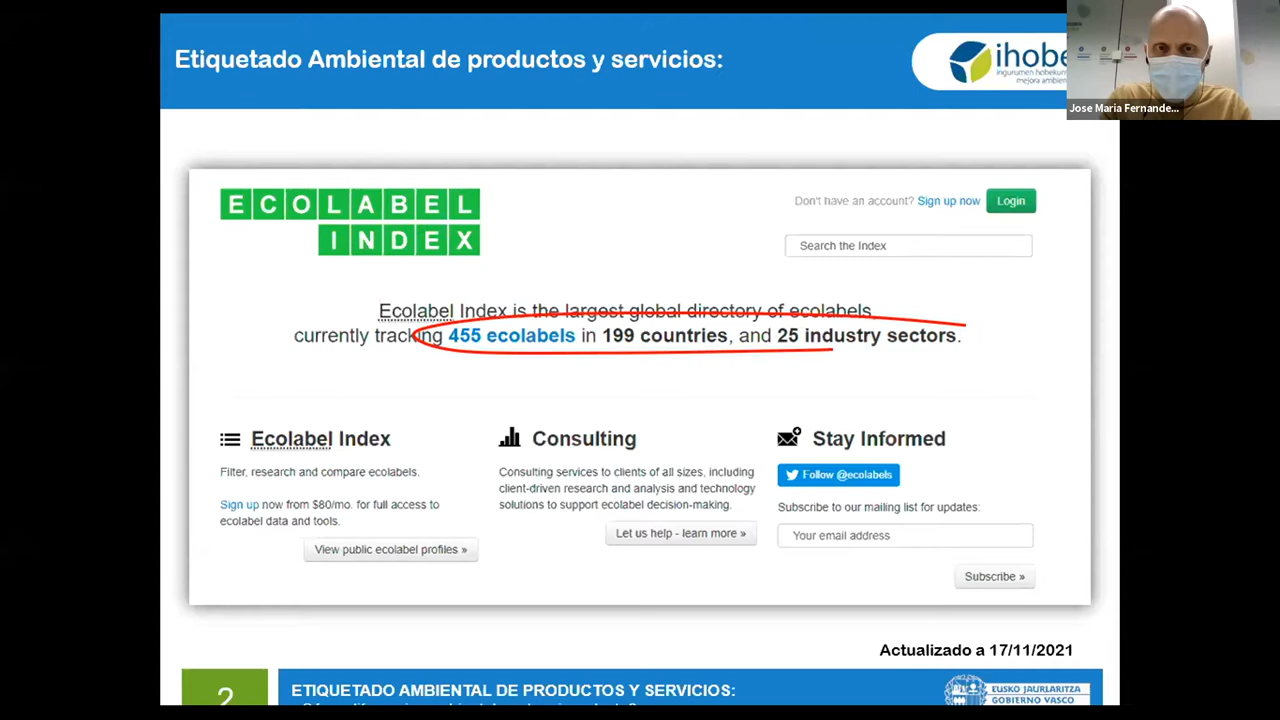 Etiquetado Ambiental de productos y servicios:
ihobe
ingurumen hobekun
mejora ambien
Jose Maria Fernande...
ECOLABEL
INDEX
Don't have an account? Sign up now Login
Search the Index
Ecolabel Index is the largest global directory of ecolabels,
currently tracking 455 ecolabels in 199 countries, and 25 industry sectors.
Ecolabel Index
Filter, research and compare ecolabels.
Sign up now from $80/mo. for full access to
ecolabel data and tools.
View public ecolabel profiles »
Consulting
Consulting services to clients of all sizes, including
client-driven research and analysis and technology
solutions to support ecolabel decision-making.
Let us help - learn more »
Stay Informed
Follow @ecolabels
Subscribe to our mailing list for updates:
Your email address
Subscribe »
Actualizado a 17/11/2021
2
ETIQUETADO AMBIENTAL DE PRODUCTOS Y SERVICIOS:
EUSKO JAURLARITZA
GOBIERNO VASCO